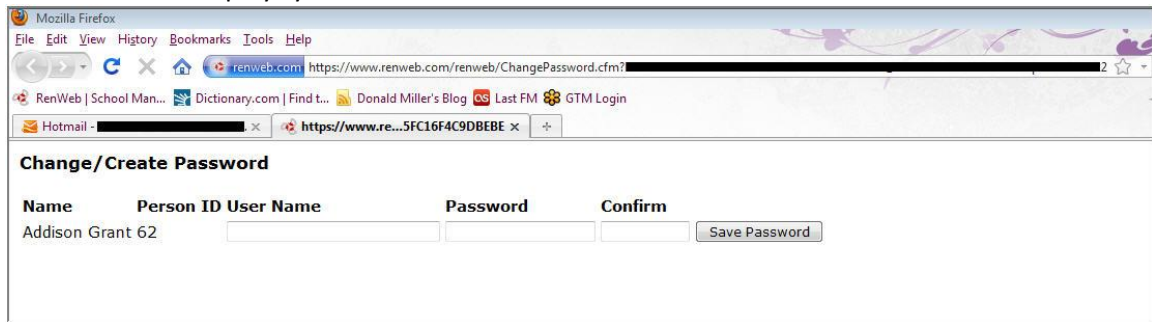 Mozilla Firefox
File Edit View History Bookmarks Tools Help
renweb.com https://www.renweb.com/renweb/ChangePassword.cfm? 2
RenWeb | School Man... Dictionary.com | Find t... Donald Miller's Blog Last FM GTM Login
Hotmail - https://www.re...5FC16F4C9DBEBE
Change/Create Password
Name Person ID User Name Password Confirm
Addison Grant 62 Save Password